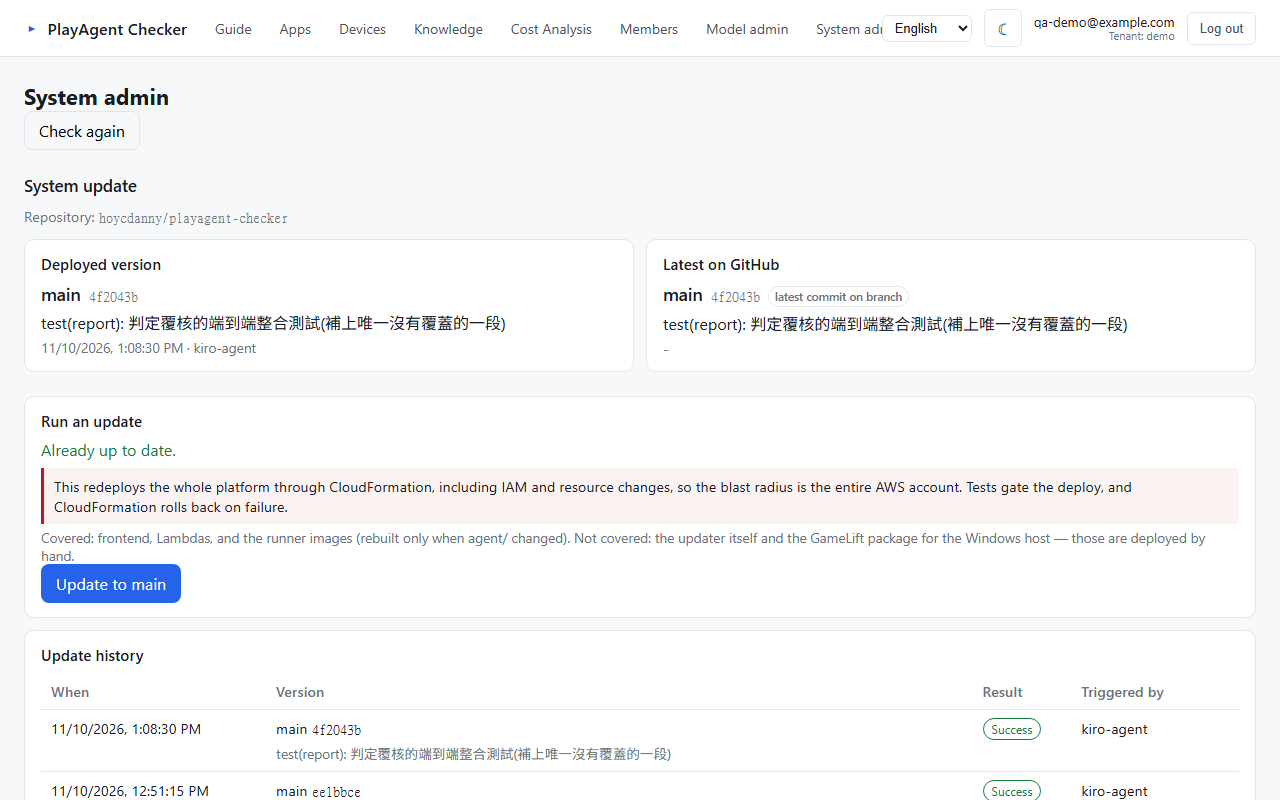 PlayAgent Checker Guide Apps Devices Knowledge Cost Analysis Members Model admin System adr English qa-demo@example.com Log out
Tenant: demo
System admin
Check again
System update
Repository: hoycdanny/playagent-checker
Deployed version
main 4f2043b
test(report): 判定覆核的端到端整合測試(補上唯一沒有覆蓋的一段)
11/10/2026, 1:08:30 PM · kiro-agent
Latest on GitHub
main 4f2043b latest commit on branch
test(report): 判定覆核的端到端整合測試(補上唯一沒有覆蓋的一段)
-
Run an update
Already up to date.
This redeploys the whole platform through CloudFormation, including IAM and resource changes, so the blast radius is the entire AWS account. Tests gate the deploy, and
CloudFormation rolls back on failure.
Covered: frontend, Lambdas, and the runner images (rebuilt only when agent/ changed). Not covered: the updater itself and the GameLift package for the Windows host — those are deployed by
hand.
Update to main
Update history
When Version Result Triggered by
11/10/2026, 1:08:30 PM main 4f2043b Success kiro-agent
test(report): 判定覆核的端到端整合測試(補上唯一沒有覆蓋的一段)
11/10/2026, 12:51:15 PM main ee1bbce Success kiro-agent